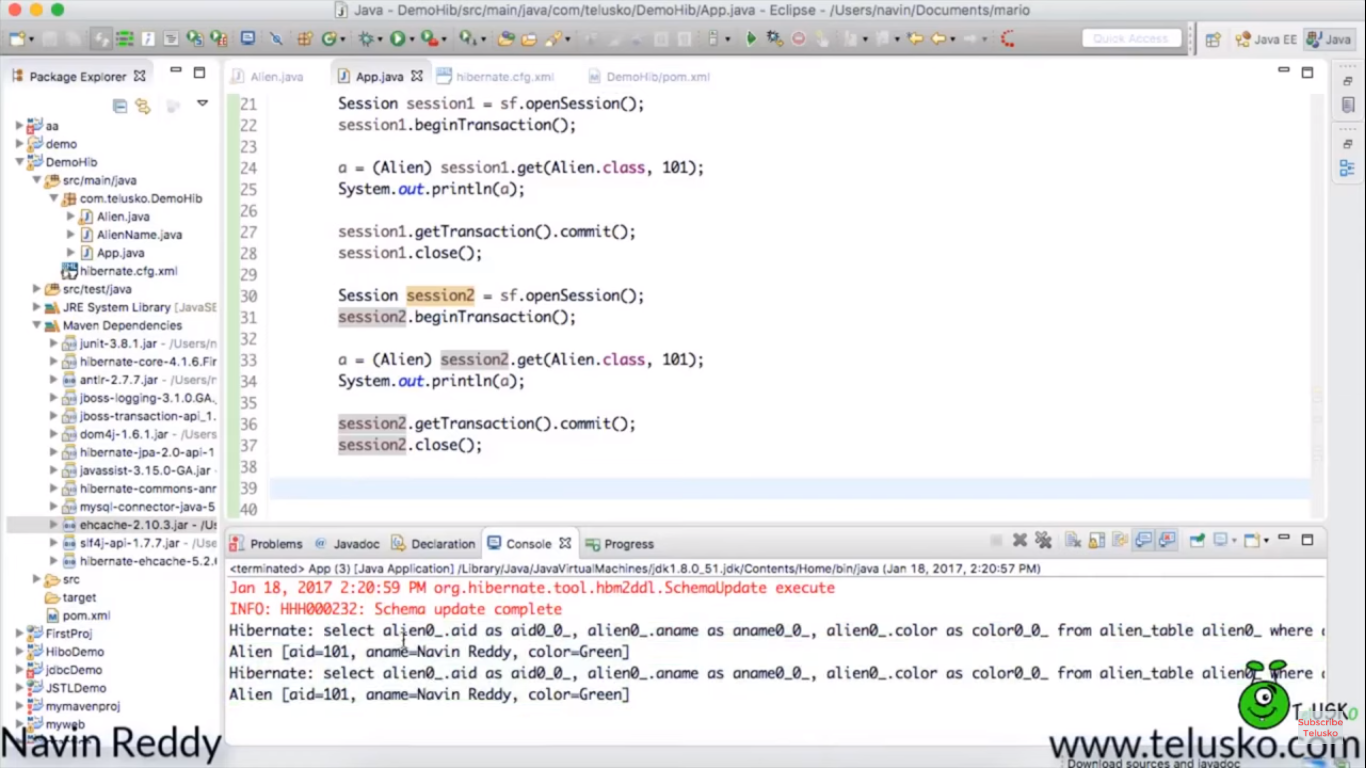 Java - DemoHib/src/main/java/com/telusko/DemoHib/App.java - Eclipse - /Users/navin/Documents/mario
Quick Access
Java EE
Java
Package Explorer
aa
demo
DemoHib
src/main/java
com.telusko.DemoHib
Alien.java
AlienName.java
App.java
hibernate.cfg.xml
src/test/java
JRE System Library [JavaSE
Maven Dependencies
junit-3.8.1.jar - /Users/n
hibernate-core-4.1.6.Fir
antlr-2.7.7.jar - /Users/r
jboss-logging-3.1.0.GA.
jboss-transaction-api_1.
dom4j-1.6.1.jar - /Users
hibernate-jpa-2.0-api-1
javassist-3.15.0-GA.jar
hibernate-commons-anr
mysql-connector-java-5
ehcache-2.10.3.jar - /Us
slf4j-api-1.7.7.jar - /Use
hibernate-ehcache-5.2.
src
target
pom.xml
FirstProj
HiboDemo
jdbcDemo
JSTLDemo
mymavenproj
myweb
Alien.java
App.java
hibernate.cfg.xml
DemoHib/pom.xml
21 Session session1 = sf.openSession();
22 session1.beginTransaction();
23
24 a = (Alien) session1.get(Alien.class, 101);
25 System.out.println(a);
26
27 session1.getTransaction().commit();
28 session1.close();
29
30 Session session2 = sf.openSession();
31 session2.beginTransaction();
32
33 a = (Alien) session2.get(Alien.class, 101);
34 System.out.println(a);
35
36 session2.getTransaction().commit();
37 session2.close();
38
39
40
Problems
@ Javadoc
Declaration
Console
Progress
<terminated> App (3) [Java Application] /Library/Java/JavaVirtualMachines/jdk1.8.0_51.jdk/Contents/Home/bin/java (Jan 18, 2017, 2:20:57 PM)
Jan 18, 2017 2:20:59 PM org.hibernate.tool.hbm2ddl.SchemaUpdate execute
INFO: HHH000232: Schema update complete
Hibernate: select alien0_.aid as aid0_0_, alien0_.aname as aname0_0_, alien0_.color as color0_0_ from alien_table alien0_ where
Alien [aid=101, aname=Navin Reddy, color=Green]
Hibernate: select alien0_.aid as aid0_0_, alien0_.aname as aname0_0_, alien0_.color as color0_0_ from alien_table alien0_ where
Alien [aid=101, aname=Navin Reddy, color=Green]
TELUSKO
Subscribe
Telusko
Navin Reddy
www.telusko.com
Download sources and javadoc